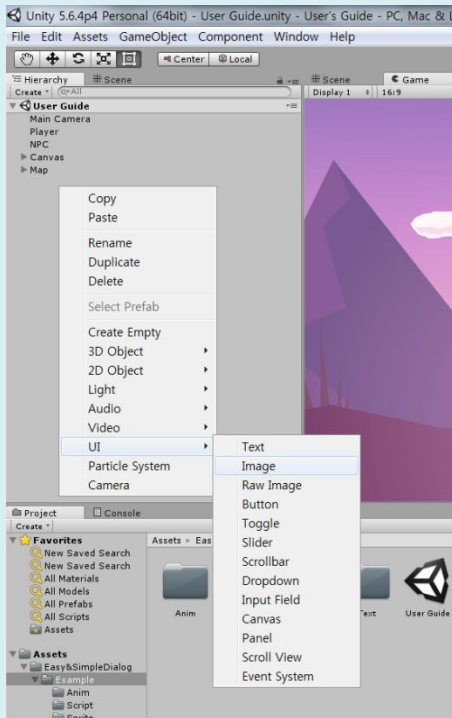 Unity 5.6.4p4 Personal (64bit) - User Guide.unity - User's Guide - PC, Mac &
File Edit Assets GameObject Component Window Help
Center Local
Hierarchy # Scene
Create All
User Guide
Main Camera
Player
NPC
Canvas
Map
# Scene Game
Display 1 16:9
Copy
Paste
Rename
Duplicate
Delete
Select Prefab
Create Empty
3D Object
2D Object
Light
Audio
Video
UI
Particle System
Camera
Text
Image
Raw Image
Button
Toggle
Slider
Scrollbar
Dropdown
Input Field
Canvas
Panel
Scroll View
Event System
Project Console
Create
Favorites
New Saved Search
New Saved Search
All Materials
All Models
All Prefabs
All Scripts
Assets
Assets
Easy&SimpleDialog
Example
Anim
Script
Sprite
Assets Eas
Anim
Text
User Guide